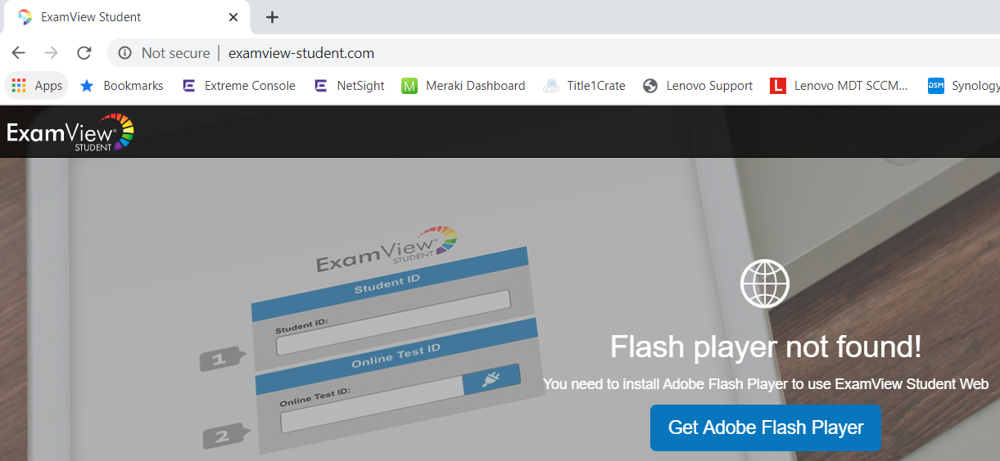 ExamView Student
Not secure | examview-student.com
Apps Bookmarks Extreme Console NetSight M Meraki Dashboard Title1Crate Lenovo Support L Lenovo MDT SCCM... DSM Synology
ExamView®
STUDENT
ExamView®
STUDENT
Student ID
Student ID:
1
Online Test ID
Online Test ID:
2
Flash player not found!
You need to install Adobe Flash Player to use ExamView Student Web
Get Adobe Flash Player